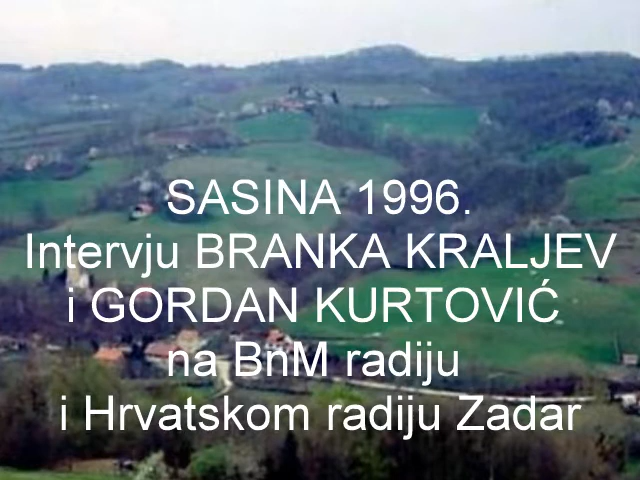 SASINA 1996.
Intervju BRANKA KRALJEV
i GORDAN KURTOVIĆ
na BnM radiju
i Hrvatskom radiju Zadar